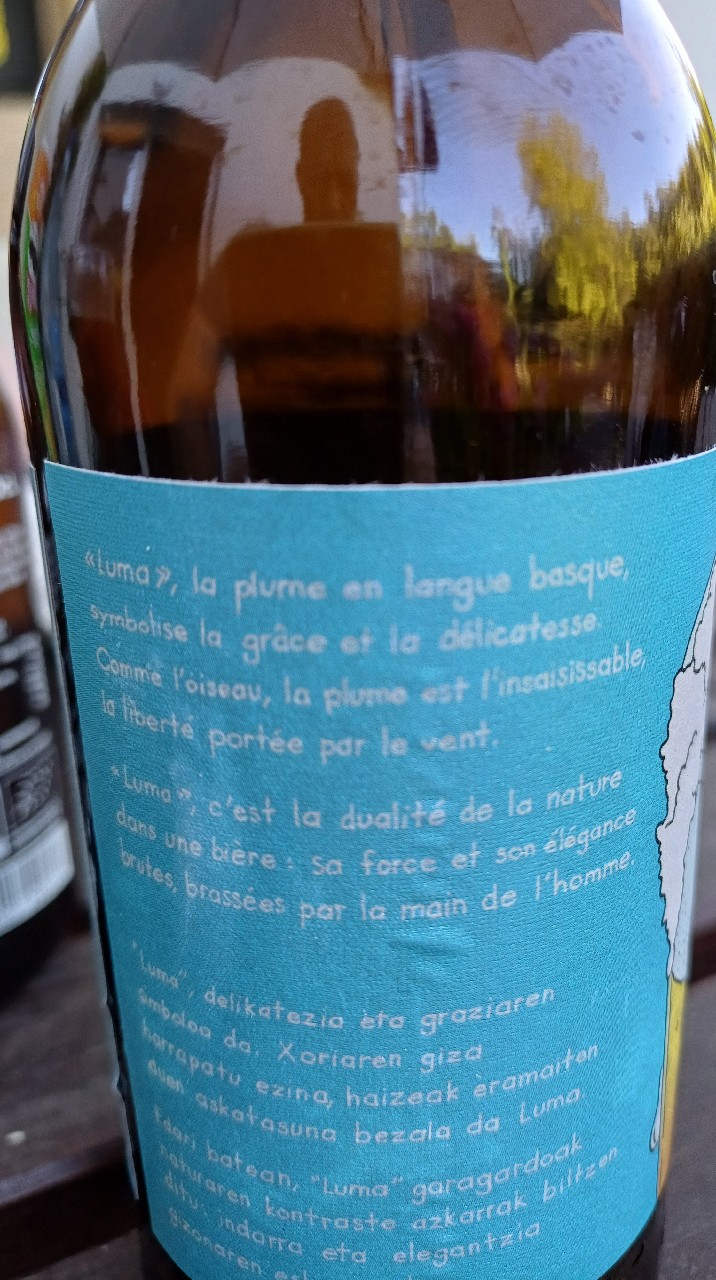 «Luma», la plume en langue basque,
symbolise la grâce et la délicatesse.
Comme l'oiseau, la plume est l'insaisissable,
la liberté portée par le vent.
"Luma", c'est la dualité de la nature
dans une bière : sa force et son élégance
brutes, brassées par la main de l'homme.
"Luma", delikatezia eta graziaren
sinboloa da. Xoriaren giza
harrapatu ezina, haizeak eramaiten
duen askatasuna bezala da Luma.
Edari batean, "Luma" garagardoak
naturaren kontraste azkarrak biltzen
ditu: indarra eta elegantzia
gizonaren